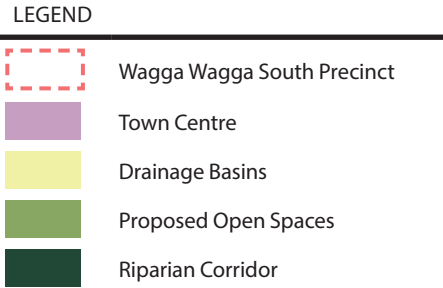 LEGEND
Wagga Wagga South Precinct
Town Centre
Drainage Basins
Proposed Open Spaces
Riparian Corridor